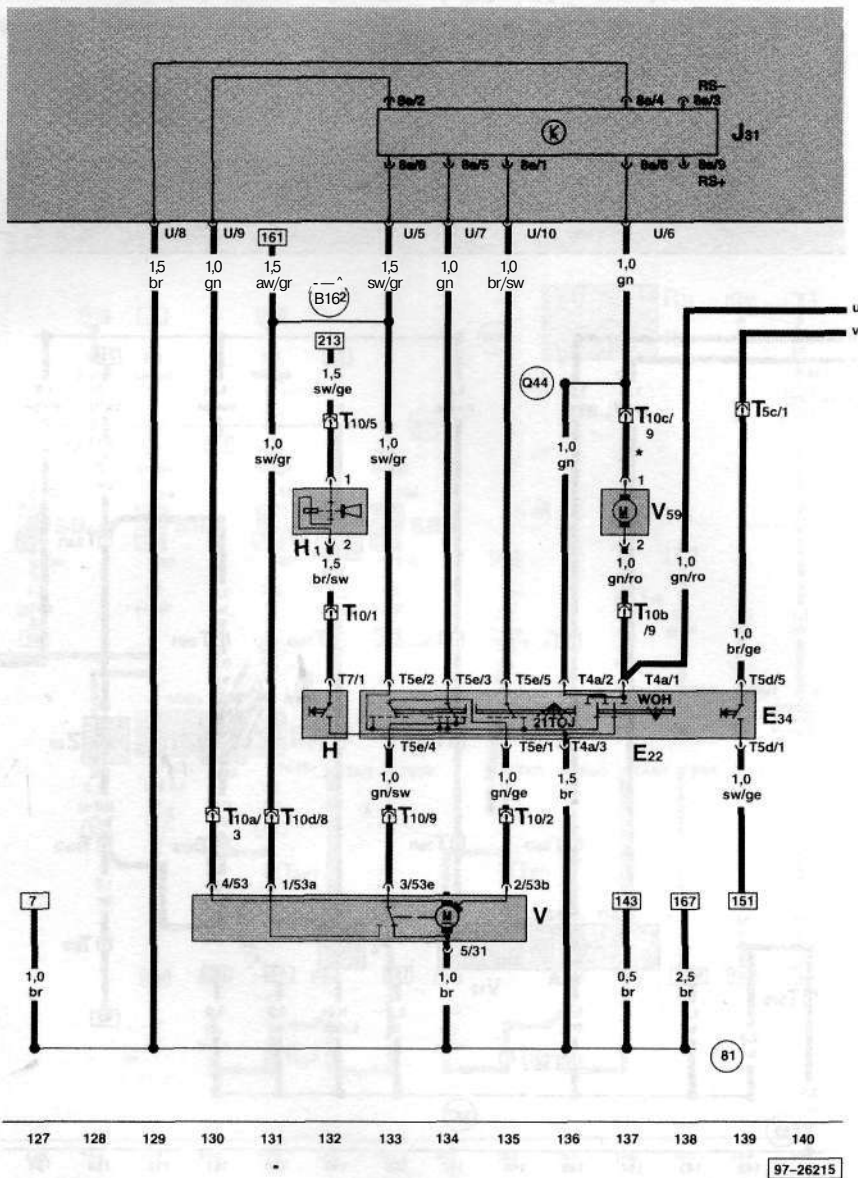 RS-
8a/2 8a/4 8a/3
K J31
8a/6 8a/5 8a/1 8a/6 8a/9
RS+
U/8 U/9 161 U/5 U/7 U/10 U/6
1,5 1,0 1,5 1,5 1,0 1,0 1,0
br gn aw/gr sw/gr gn br/sw gn
B162
u
v
213
1,5
sw/ge
Q44
T10/5 T10c/9 T5c/1
*
1,0 1,0 1,0
sw/gr sw/gr gn
1 1
M V59
H1 2 2
1,5 1,0 1,0
br/sw gn/ro gn/ro
T10/1 T10b/9
1,0
br/ge
T7/1 T5e/2 T5e/3 T5e/5 T4a/2 T4a/1 T5d/5
WOH
21TOJ
E34
H T5e/4 T5e/1 T4a/3 E22 T5d/1
1,0 1,0 1,5 1,0
gn/sw gn/ge br sw/ge
T10a/3 T10d/8 T10/9 T10/2
4/53 1/53a 3/53e 2/53b
7 143 167 151
M V
5/31
1,0 1,0 0,5 2,5
br br br br
81
127 128 129 130 131 132 133 134 135 136 137 138 139 140
97-26215